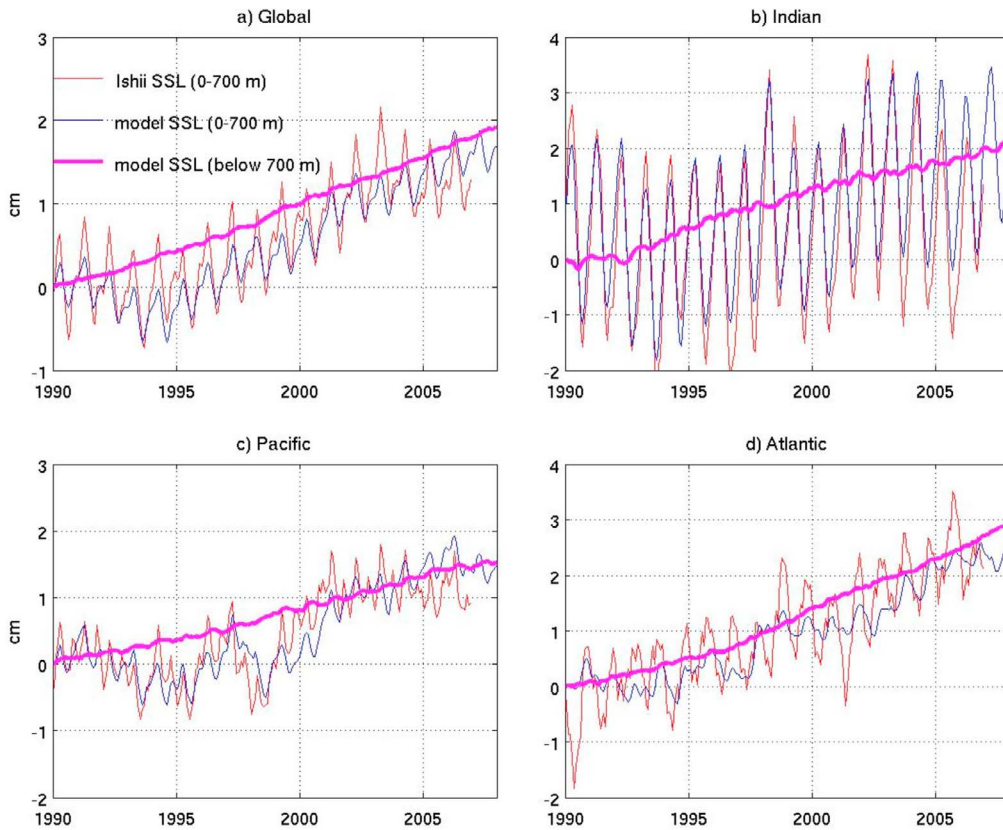 a) Global
3
2
1
0
-1
cm
Ishii SSL (0-700 m)
model SSL (0-700 m)
model SSL (below 700 m)
1990 1995 2000 2005
b) Indian
4
3
2
1
0
-1
-2
1990 1995 2000 2005
c) Pacific
3
2
1
0
-1
-2
cm
1990 1995 2000 2005
d) Atlantic
4
3
2
1
0
-1
-2
1990 1995 2000 2005